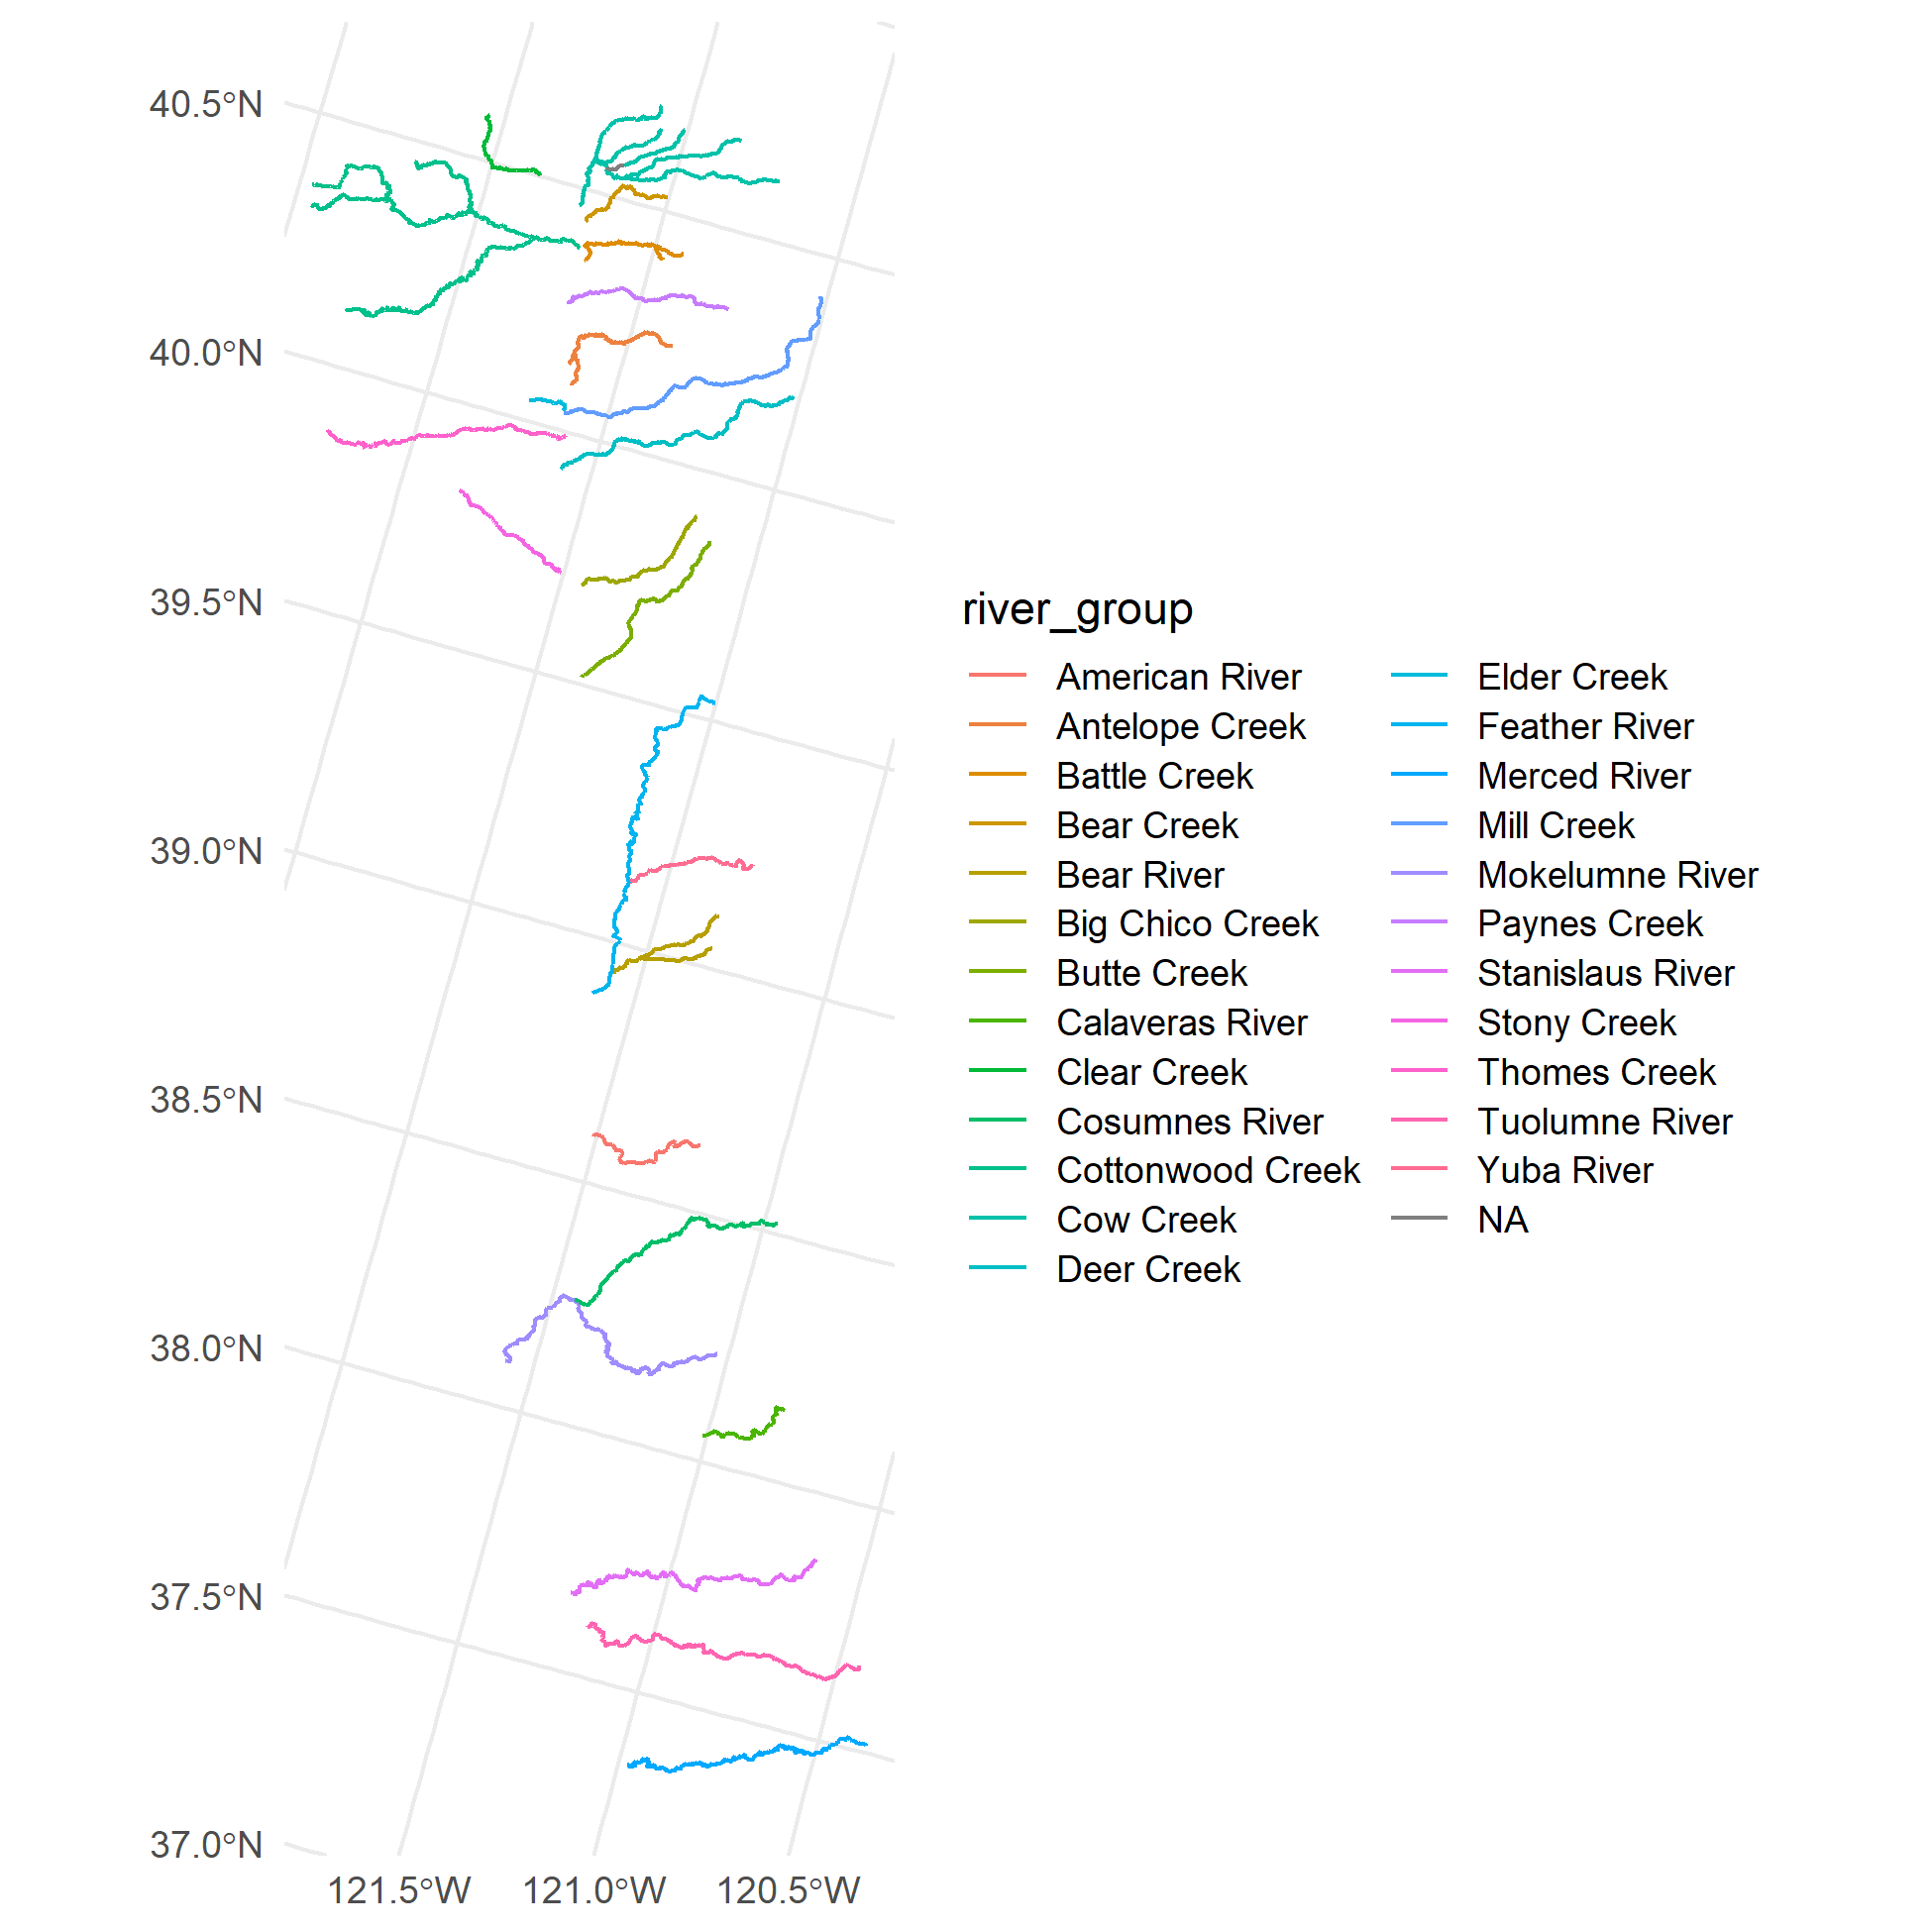 40.5°N
40.0°N
39.5°N
39.0°N
38.5°N
38.0°N
37.5°N
37.0°N
121.5°W
121.0°W
120.5°W
river_group
American River
Antelope Creek
Battle Creek
Bear Creek
Bear River
Big Chico Creek
Butte Creek
Calaveras River
Clear Creek
Cosumnes River
Cottonwood Creek
Cow Creek
Deer Creek
Elder Creek
Feather River
Merced River
Mill Creek
Mokelumne River
Paynes Creek
Stanislaus River
Stony Creek
Thomes Creek
Tuolumne River
Yuba River
NA